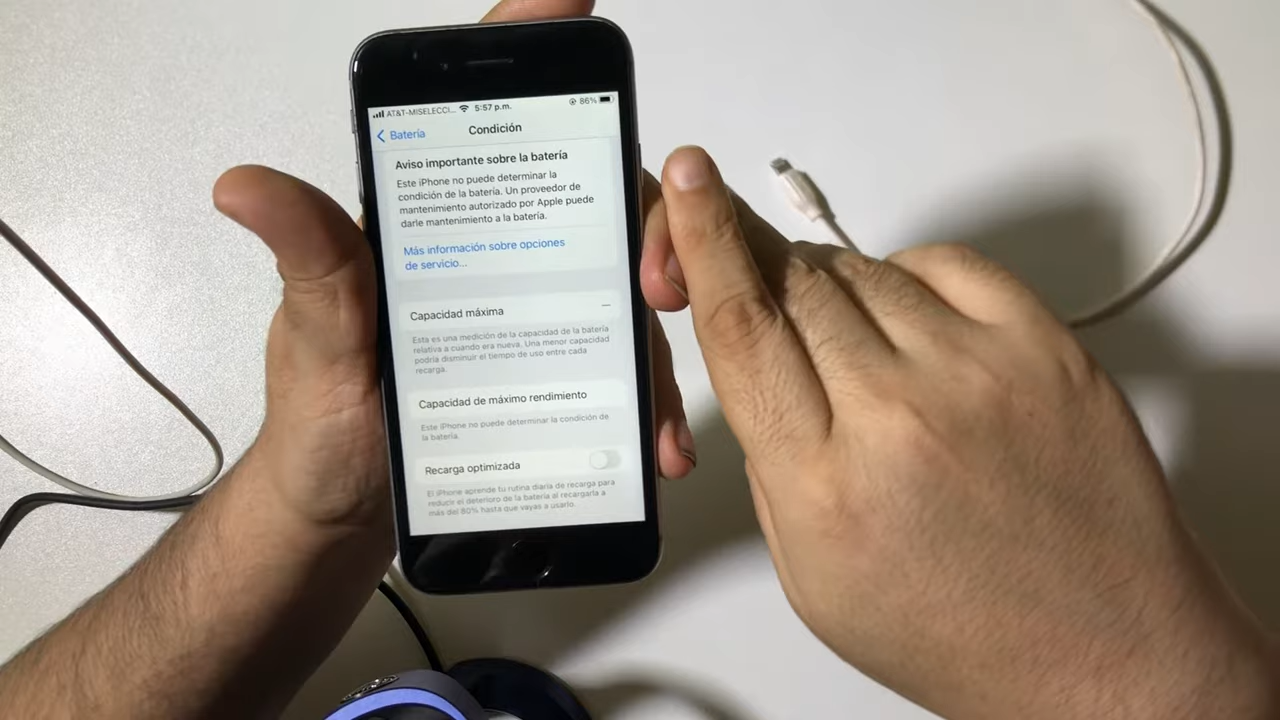 AT&T-MISELECCI... 5:57 p.m. 86%
Batería Condición
Aviso importante sobre la batería
Este iPhone no puede determinar la
condición de la batería. Un proveedor de
mantenimiento autorizado por Apple puede
darle mantenimiento a la batería.
Más información sobre opciones
de servicio...
Capacidad máxima —
Esta es una medición de la capacidad de la batería
relativa a cuando era nueva. Una menor capacidad
podría disminuir el tiempo de uso entre cada
recarga.
Capacidad de máximo rendimiento
Este iPhone no puede determinar la condición de
la batería.
Recarga optimizada
El iPhone aprende tu rutina diaria de recarga para
reducir el deterioro de la batería al recargarla a
más del 80% hasta que vayas a usarlo.